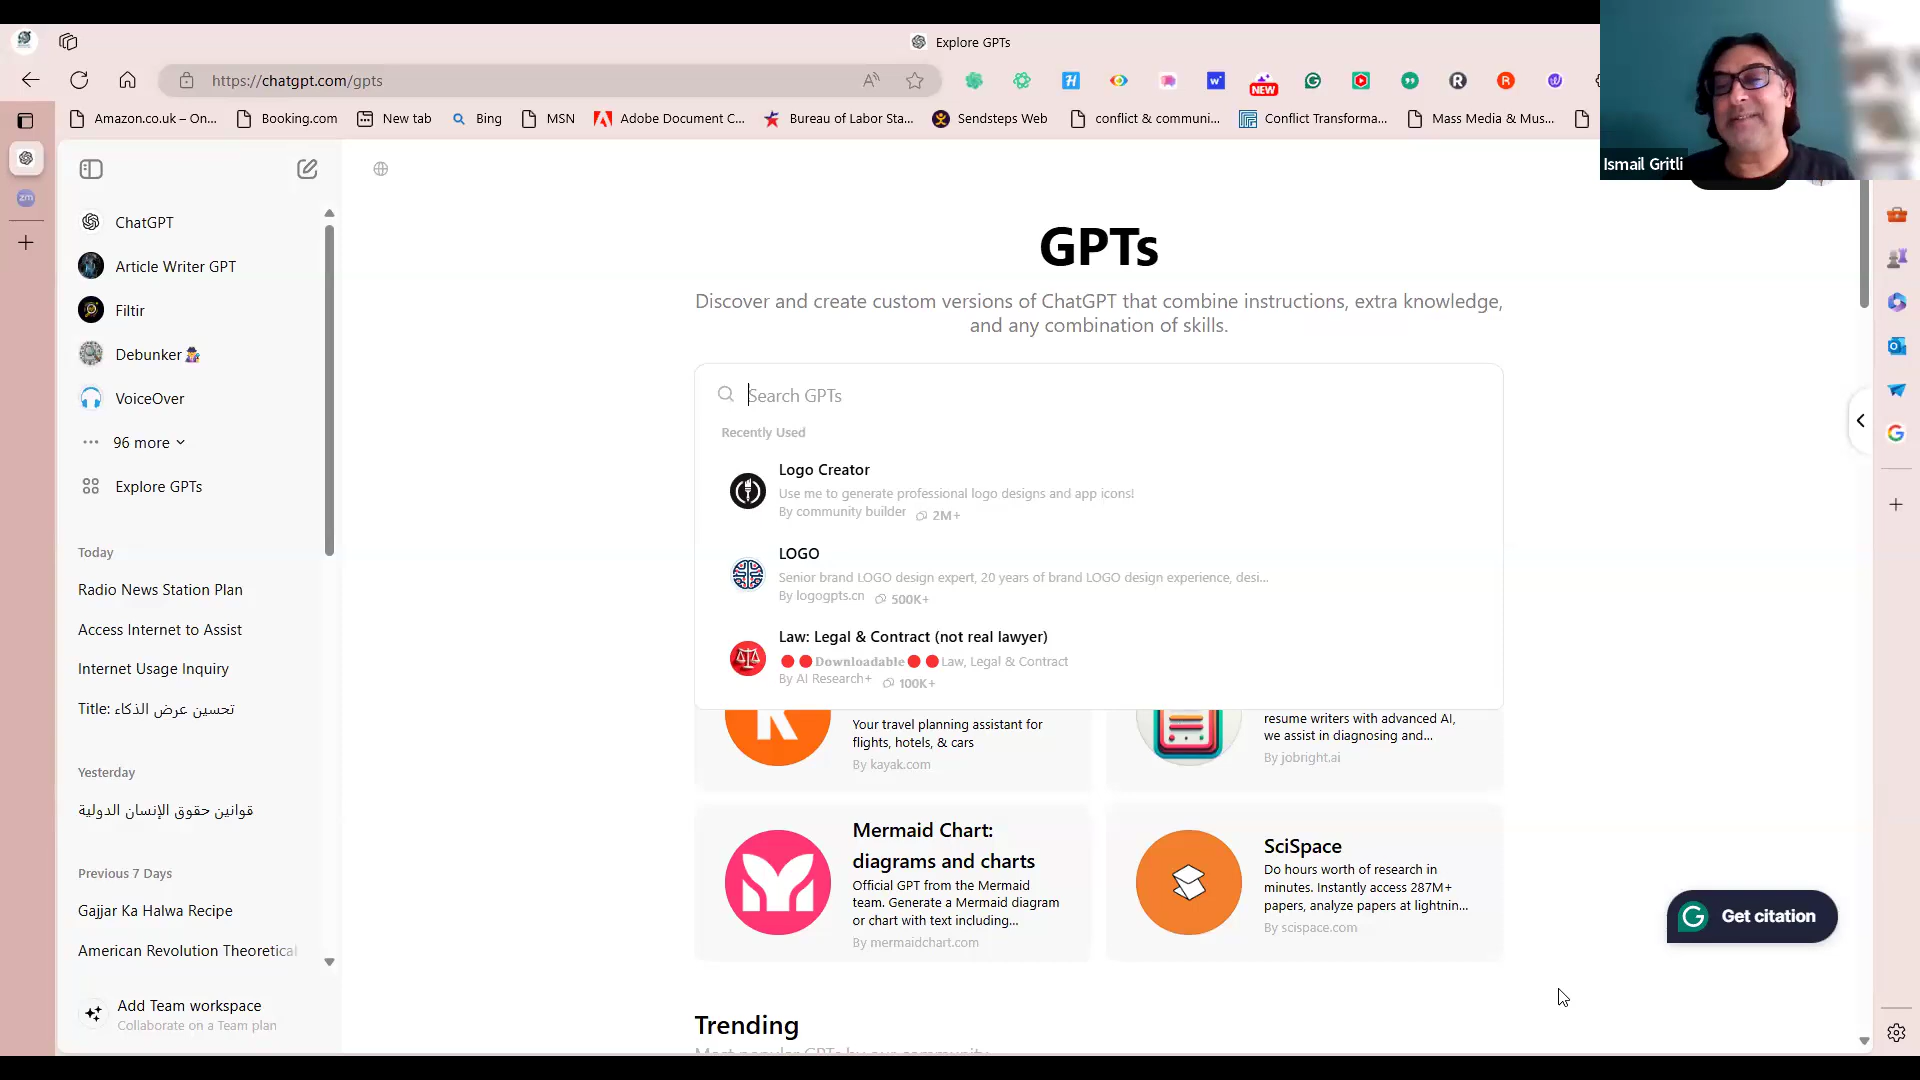 Explore GPTs
https://chatgpt.com/gpts
NEW
Amazon.co.uk – On...
Booking.com
New tab
Bing
MSN
Adobe Document C...
Bureau of Labor Sta...
Sendsteps Web
conflict & communi...
Conflict Transforma...
Mass Media & Mus...
Ismail Gritli
zm
ChatGPT
Article Writer GPT
Filtir
Debunker
VoiceOver
96 more
Explore GPTs
Today
Radio News Station Plan
Access Internet to Assist
Internet Usage Inquiry
Title: تحسين عرض الذكاء
Yesterday
قوانين حقوق الإنسان الدولية
Previous 7 Days
Gajjar Ka Halwa Recipe
American Revolution Theoretical
Add Team workspace
Collaborate on a Team plan
GPTs
Discover and create custom versions of ChatGPT that combine instructions, extra knowledge,
and any combination of skills.
Search GPTs
Recently Used
Logo Creator
Use me to generate professional logo designs and app icons!
By community builder 2M+
LOGO
Senior brand LOGO design expert, 20 years of brand LOGO design experience, desi...
By logogpts.cn 500K+
Law: Legal & Contract (not real lawyer)
Downloadable Law, Legal & Contract
By AI Research+ 100K+
Your travel planning assistant for
flights, hotels, & cars
By kayak.com
resume writers with advanced AI,
we assist in diagnosing and...
By jobright.ai
Mermaid Chart:
diagrams and charts
Official GPT from the Mermaid
team. Generate a Mermaid diagram
or chart with text including...
By mermaidchart.com
SciSpace
Do hours worth of research in
minutes. Instantly access 287M+
papers, analyze papers at lightnin...
By scispace.com
Get citation
Trending
Most popular GPTs by our community